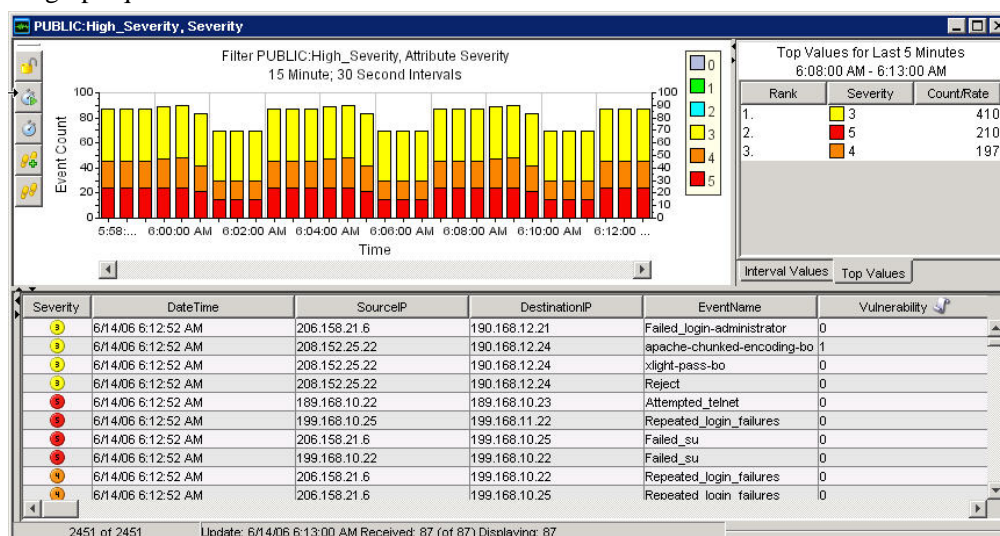 PUBLIC:High_Severity, Severity
Filter PUBLIC:High_Severity, Attribute Severity
15 Minute; 30 Second Intervals
Event Count
100
80
60
40
20
0
100
90
80
70
60
50
40
30
20
10
0
5:58:... 6:00:00 AM 6:02:00 AM 6:04:00 AM 6:06:00 AM 6:08:00 AM 6:10:00 AM 6:12:00 ...
Time
0
1
2
3
4
5
Top Values for Last 5 Minutes
6:08:00 AM - 6:13:00 AM
Rank Severity Count/Rate
1. 3 410
2. 5 210
3. 4 197
Interval Values Top Values
Severity DateTime SourceIP DestinationIP EventName Vulnerability
3 6/14/06 6:12:52 AM 206.158.21.6 190.168.12.21 Failed_login-administrator 0
3 6/14/06 6:12:52 AM 208.152.25.22 190.168.12.24 apache-chunked-encoding-bo 1
3 6/14/06 6:12:52 AM 208.152.25.22 190.168.12.24 xlight-pass-bo 0
3 6/14/06 6:12:52 AM 208.152.25.22 190.168.12.24 Reject 0
5 6/14/06 6:12:52 AM 189.168.10.22 189.168.10.23 Attempted_telnet 0
5 6/14/06 6:12:52 AM 199.168.10.25 199.168.11.22 Repeated_login_failures 0
5 6/14/06 6:12:52 AM 206.158.21.6 199.168.10.25 Failed_su 0
5 6/14/06 6:12:52 AM 199.168.10.22 199.168.10.22 Failed_su 0
4 6/14/06 6:12:52 AM 206.158.21.6 199.168.10.22 Repeated_login_failures 0
4 6/14/06 6:12:52 AM 206.158.21.6 199.168.10.25 Repeated_login_failures 0
2451 of 2451 Update: 6/14/06 6:13:00 AM Received: 87 (of 87) Displaying: 87